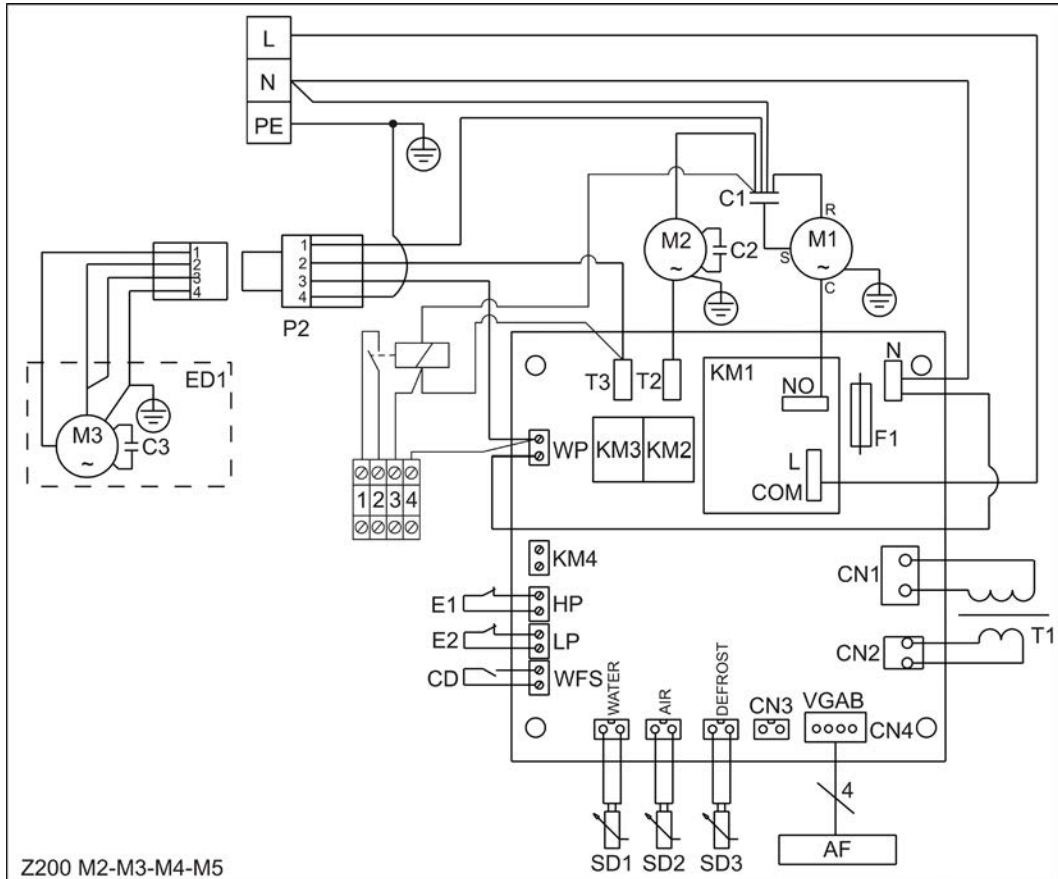 L
N
PE
C1
R
M2
~
C2
S
M1
~
C
1
2
3
4
1
2
3
4
P2
ED1
M3
~
C3
T3
T2
KM1
NO
N
F1
WP
KM3
KM2
L
COM
1
2
3
4
KM4
CN1
E1
HP
E2
LP
CN2
T1
CD
WFS
WATER
AIR
DEFROST
CN3
VGAB
CN4
4
SD1
SD2
SD3
AF
Z200 M2-M3-M4-M5